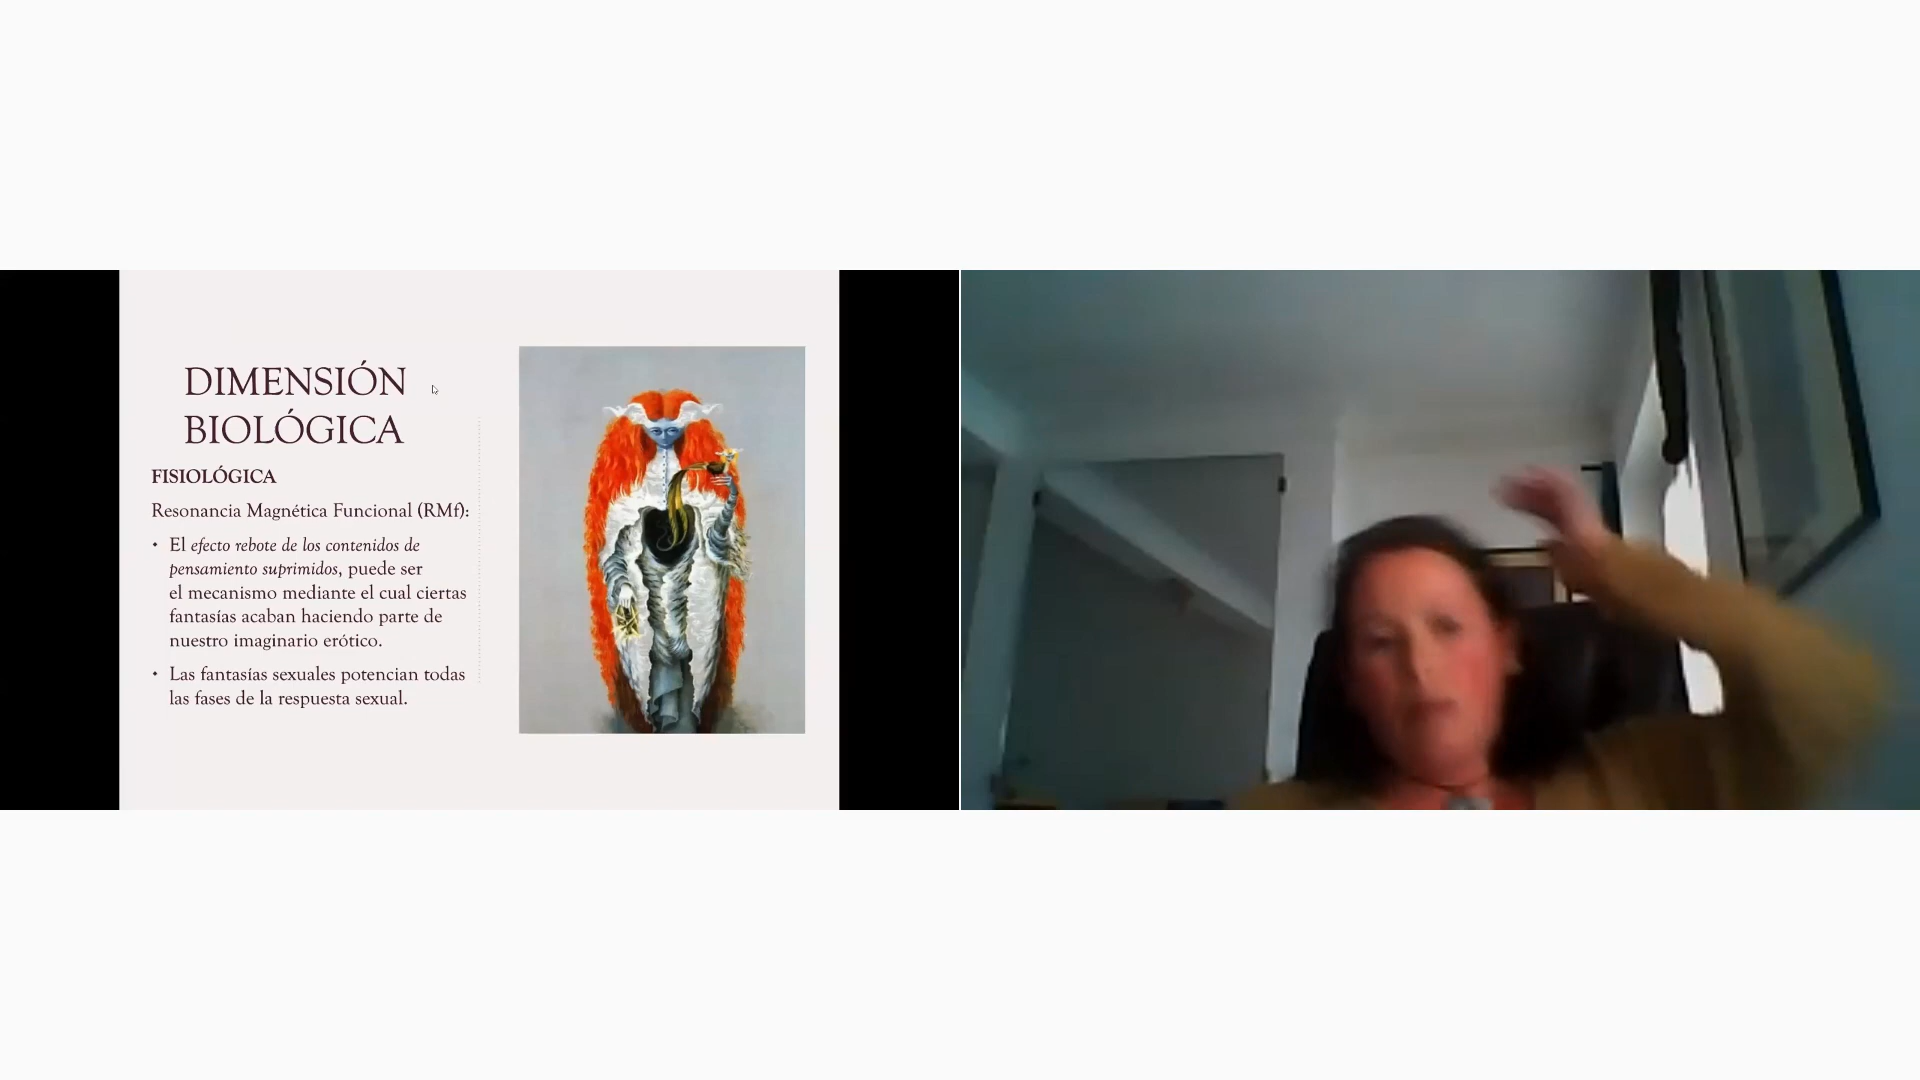 DIMENSIÓN
BIOLÓGICA
FISIOLÓGICA
Resonancia Magnética Funcional (RMf):
• El efecto rebote de los contenidos de
pensamiento suprimidos, puede ser
el mecanismo mediante el cual ciertas
fantasías acaban haciendo parte de
nuestro imaginario erótico.
• Las fantasías sexuales potencian todas
las fases de la respuesta sexual.